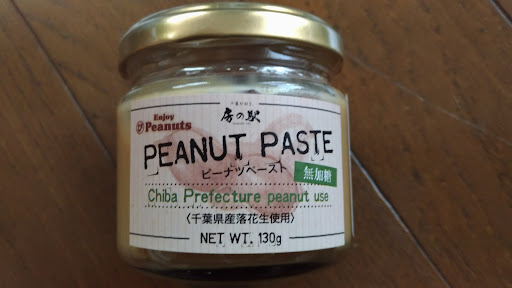 Enjoy
Peanuts
房の駅
PEANUT PASTE
ピーナツペースト
無加糖
Chiba Prefecture peanut use
〈千葉県産落花生使用〉
NET WT. 130g